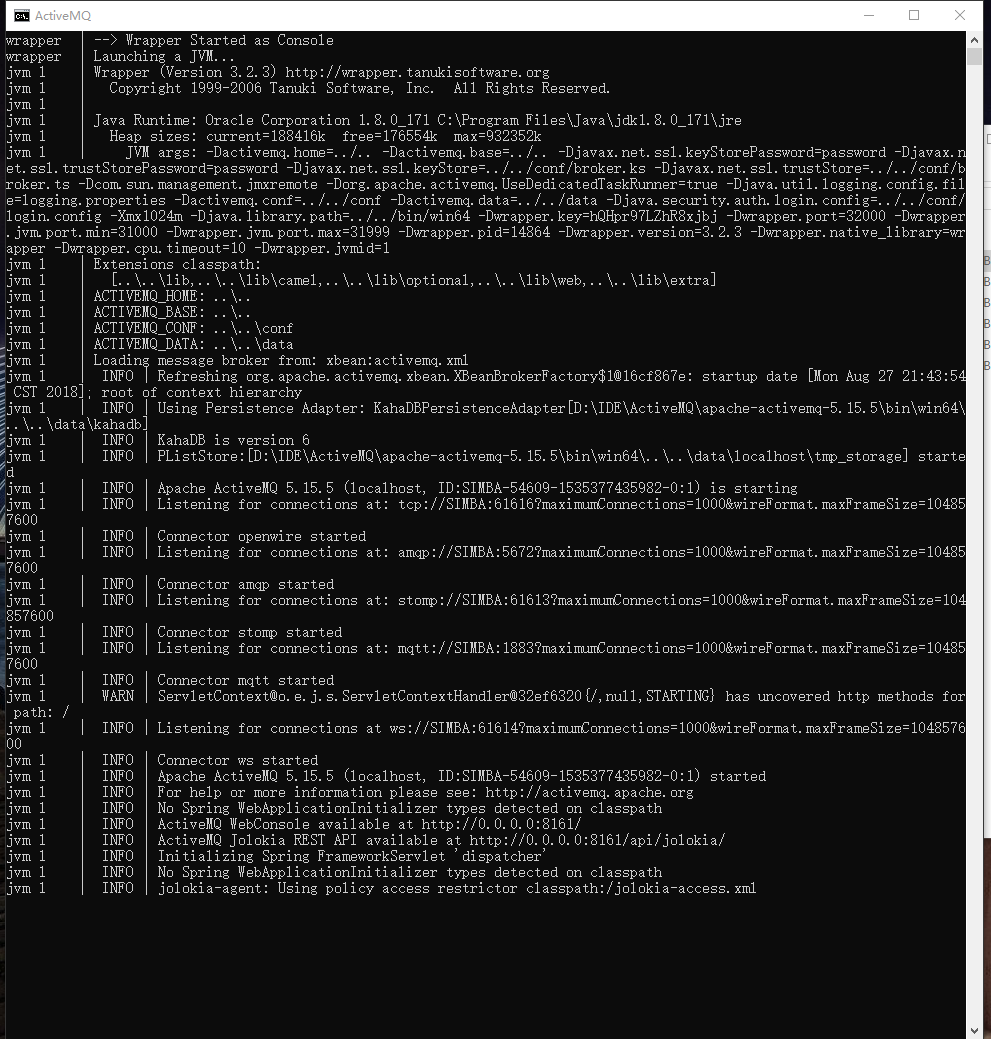 ActiveMQ
wrapper  | --> Wrapper Started as Console
wrapper  | Launching a JVM...
jvm 1    | Wrapper (Version 3.2.3) http://wrapper.tanukisoftware.org
jvm 1    |   Copyright 1999-2006 Tanuki Software, Inc.  All Rights Reserved.
jvm 1    |
jvm 1    | Java Runtime: Oracle Corporation 1.8.0_171 C:\Program Files\Java\jdk1.8.0_171\jre
jvm 1    |   Heap sizes: current=188416k  free=176554k  max=932352k
jvm 1    |     JVM args: -Dactivemq.home=../.. -Dactivemq.base=../.. -Djavax.net.ssl.keyStorePassword=password -Djavax.n
et.ssl.trustStorePassword=password -Djavax.net.ssl.keyStore=../../conf/broker.ks -Djavax.net.ssl.trustStore=../../conf/b
roker.ts -Dcom.sun.management.jmxremote -Dorg.apache.activemq.UseDedicatedTaskRunner=true -Djava.util.logging.config.fil
e=logging.properties -Dactivemq.conf=../../conf -Dactivemq.data=../../data -Djava.security.auth.login.config=../../conf/
login.config -Xmx1024m -Djava.library.path=../../bin/win64 -Dwrapper.key=hQHpr97LZhR8xjbj -Dwrapper.port=32000 -Dwrapper
.jvm.port.min=31000 -Dwrapper.jvm.port.max=31999 -Dwrapper.pid=14864 -Dwrapper.version=3.2.3 -Dwrapper.native_library=wr
apper -Dwrapper.cpu.timeout=10 -Dwrapper.jvmid=1
jvm 1    | Extensions classpath:
jvm 1    |   [..\..\lib,..\..\lib\camel,..\..\lib\optional,..\..\lib\web,..\..\lib\extra]
jvm 1    | ACTIVEMQ_HOME: ..\..
jvm 1    | ACTIVEMQ_BASE: ..\..
jvm 1    | ACTIVEMQ_CONF: ..\..\conf
jvm 1    | ACTIVEMQ_DATA: ..\..\data
jvm 1    | Loading message broker from: xbean:activemq.xml
jvm 1    |  INFO | Refreshing org.apache.activemq.xbean.XBeanBrokerFactory$1@16cf867e: startup date [Mon Aug 27 21:43:54
 CST 2018]; root of context hierarchy
jvm 1    |  INFO | Using Persistence Adapter: KahaDBPersistenceAdapter[D:\IDE\ActiveMQ\apache-activemq-5.15.5\bin\win64\
..\..\data\kahadb]
jvm 1    |  INFO | KahaDB is version 6
jvm 1    |  INFO | PListStore:[D:\IDE\ActiveMQ\apache-activemq-5.15.5\bin\win64\..\..\data\localhost\tmp_storage] starte
d
jvm 1    |  INFO | Apache ActiveMQ 5.15.5 (localhost, ID:SIMBA-54609-1535377435982-0:1) is starting
jvm 1    |  INFO | Listening for connections at: tcp://SIMBA:61616?maximumConnections=1000&wireFormat.maxFrameSize=10485
7600
jvm 1    |  INFO | Connector openwire started
jvm 1    |  INFO | Listening for connections at: amqp://SIMBA:5672?maximumConnections=1000&wireFormat.maxFrameSize=10485
7600
jvm 1    |  INFO | Connector amqp started
jvm 1    |  INFO | Listening for connections at: stomp://SIMBA:61613?maximumConnections=1000&wireFormat.maxFrameSize=104
857600
jvm 1    |  INFO | Connector stomp started
jvm 1    |  INFO | Listening for connections at: mqtt://SIMBA:1883?maximumConnections=1000&wireFormat.maxFrameSize=10485
7600
jvm 1    |  INFO | Connector mqtt started
jvm 1    |  WARN | ServletContext@o.e.j.s.ServletContextHandler@32ef6320{/,null,STARTING} has uncovered http methods for
 path: /
jvm 1    |  INFO | Listening for connections at ws://SIMBA:61614?maximumConnections=1000&wireFormat.maxFrameSize=1048576
00
jvm 1    |  INFO | Connector ws started
jvm 1    |  INFO | Apache ActiveMQ 5.15.5 (localhost, ID:SIMBA-54609-1535377435982-0:1) started
jvm 1    |  INFO | For help or more information please see: http://activemq.apache.org
jvm 1    |  INFO | No Spring WebApplicationInitializer types detected on classpath
jvm 1    |  INFO | ActiveMQ WebConsole available at http://0.0.0.0:8161/
jvm 1    |  INFO | ActiveMQ Jolokia REST API available at http://0.0.0.0:8161/api/jolokia/
jvm 1    |  INFO | Initializing Spring FrameworkServlet 'dispatcher'
jvm 1    |  INFO | No Spring WebApplicationInitializer types detected on classpath
jvm 1    |  INFO | jolokia-agent: Using policy access restrictor classpath:/jolokia-access.xml